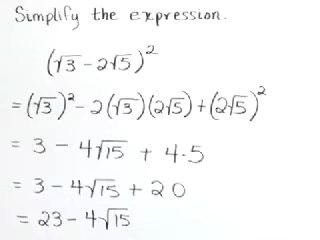 Simplify the expression.
(√3 − 2√5)²
= (√3)² − 2(√3)(2√5) + (2√5)²
= 3 − 4√15 + 4·5
= 3 − 4√15 + 20
= 23 − 4√15